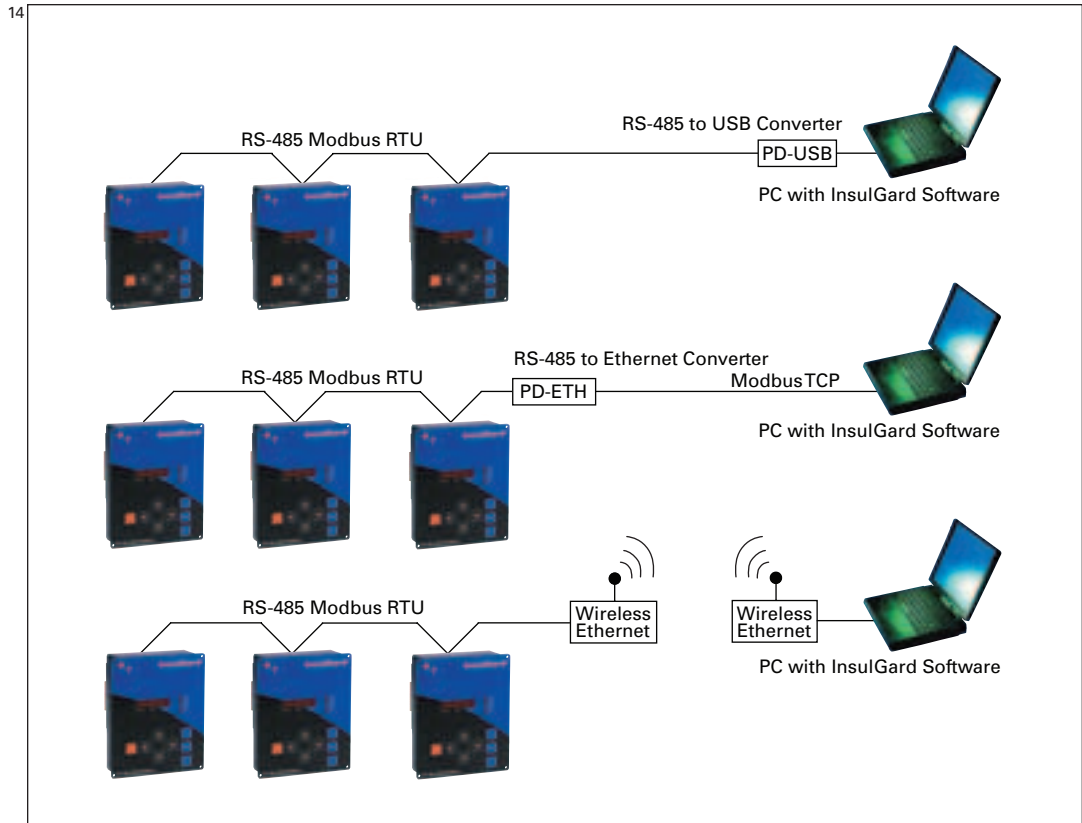 14
RS-485 to USB Converter
RS-485 Modbus RTU
PD-USB
PC with InsulGard Software
RS-485 to Ethernet Converter
RS-485 Modbus RTU
Modbus TCP
PD-ETH
PC with InsulGard Software
RS-485 Modbus RTU
Wireless
Ethernet
Wireless
Ethernet
PC with InsulGard Software